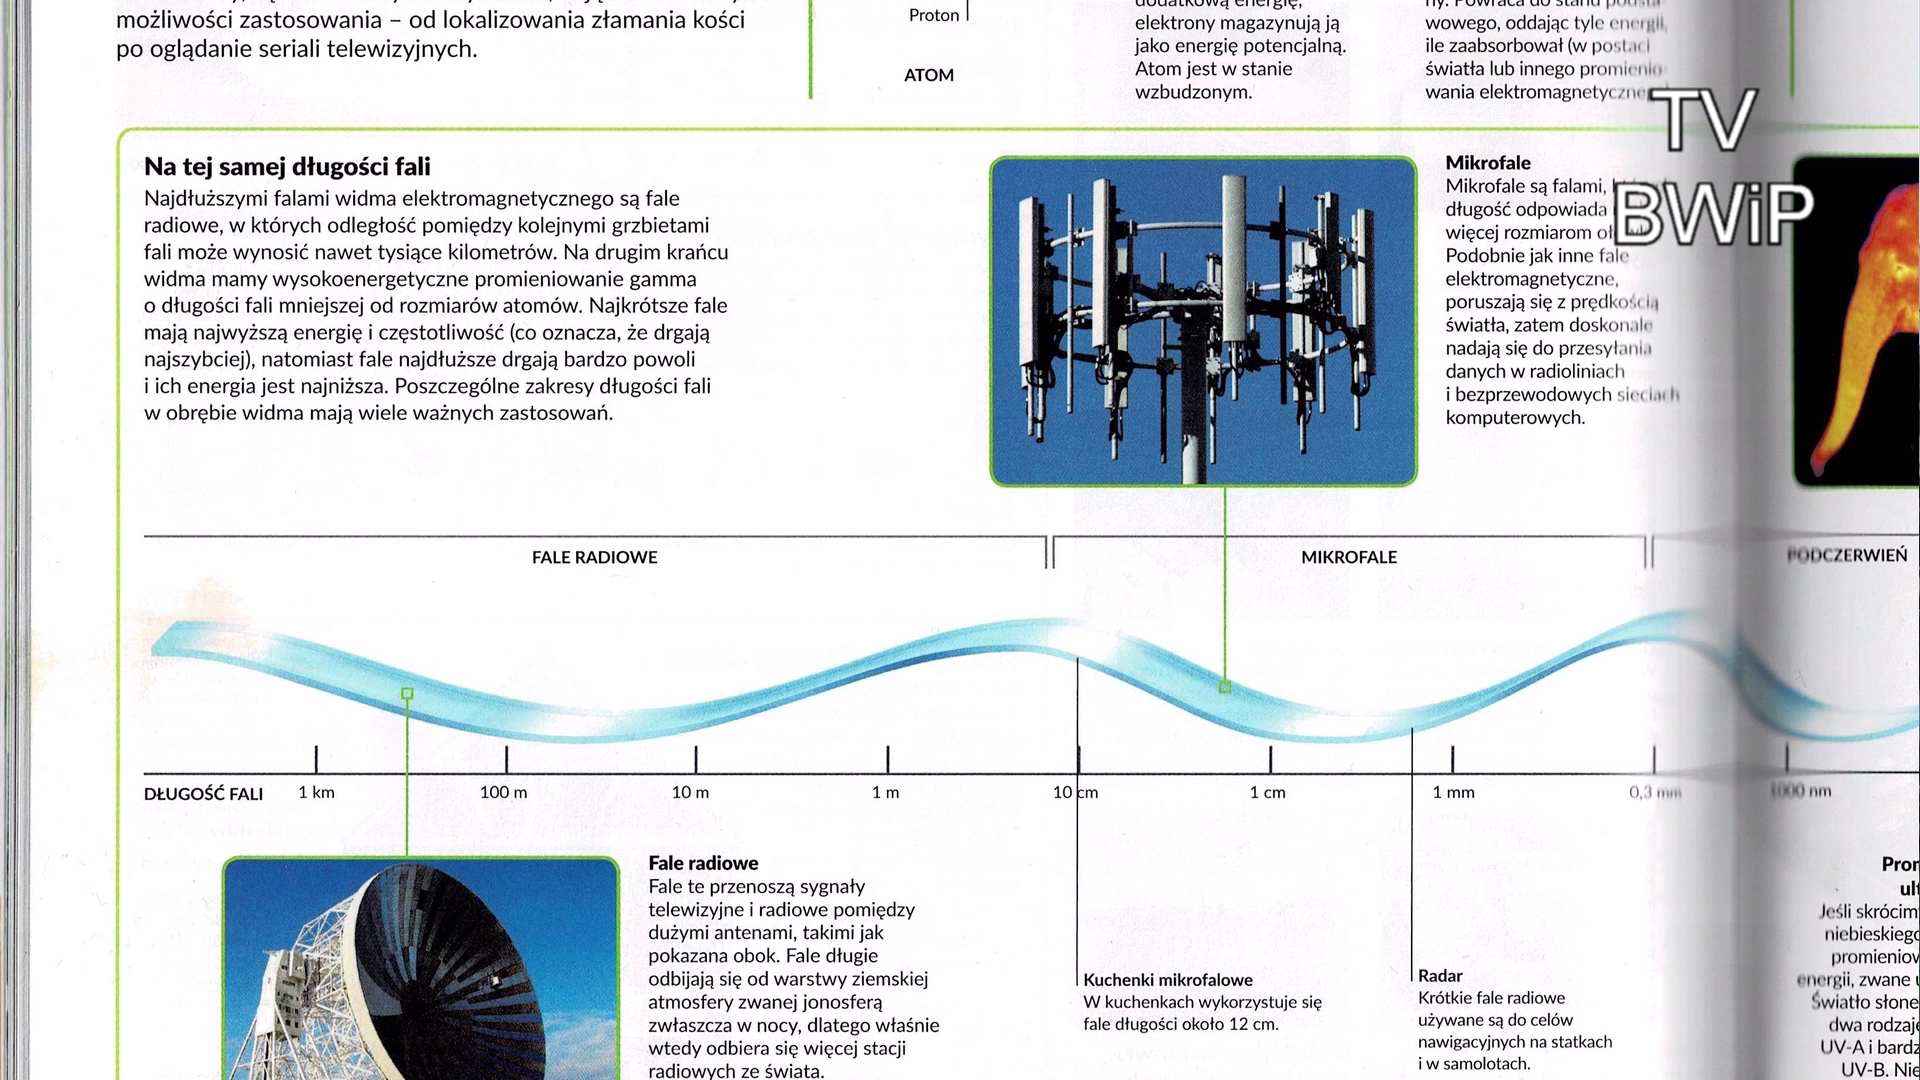 możliwości zastosowania – od lokalizowania złamania kości
po oglądanie seriali telewizyjnych.
Proton
ATOM
dodatkową energię,
elektrony magazynują ją
jako energię potencjalną.
Atom jest w stanie
wzbudzonym.
ny. Powraca do stanu
wowego, oddając tyle energii,
ile zaabsorbował (w postaci
światła lub innego promienio-
wania
TV
BWiP
Na tej samej długości fali
Najdłuższymi falami widma elektromagnetycznego są fale
radiowe, w których odległość pomiędzy kolejnymi grzbietami
fali może wynosić nawet tysiące kilometrów. Na drugim krańcu
widma mamy wysokoenergetyczne promieniowanie gamma
o długości fali mniejszej od rozmiarów atomów. Najkrótsze fale
mają najwyższą energię i częstotliwość (co oznacza, że drgają
najszybciej), natomiast fale najdłuższe drgają bardzo powoli
i ich energia jest najniższa. Poszczególne zakresy długości fali
w obrębie widma mają wiele ważnych zastosowań.
Mikrofale
Mikrofale są falami,
długość odpowiada
więcej rozmiarom
Podobnie jak inne fale
elektromagnetyczne,
poruszają się z prędkością
światła, zatem doskonale
nadają się do przesyłania
danych w radioliniach
i bezprzewodowych sieciach
komputerowych.
FALE RADIOWE
MIKROFALE
PODCZERWIEŃ
DŁUGOŚĆ FALI 1 km 100 m 10 m 1 m 10 cm 1 cm 1 mm 0,3 mm 1000 nm
Fale radiowe
Fale te przenoszą sygnały
telewizyjne i radiowe pomiędzy
dużymi antenami, takimi jak
pokazana obok. Fale długie
odbijają się od warstwy ziemskiej
atmosfery zwanej jonosferą
zwłaszcza w nocy, dlatego właśnie
wtedy odbiera się więcej stacji
radiowych ze świata.
Kuchenki mikrofalowe
W kuchenkach wykorzystuje się
fale długości około 12 cm.
Radar
Krótkie fale radiowe
używane są do celów
nawigacyjnych na statkach
i w samolotach.
Jeśli
energii, zwane
Światło
dwa
UV-A i
UV-B. Nie